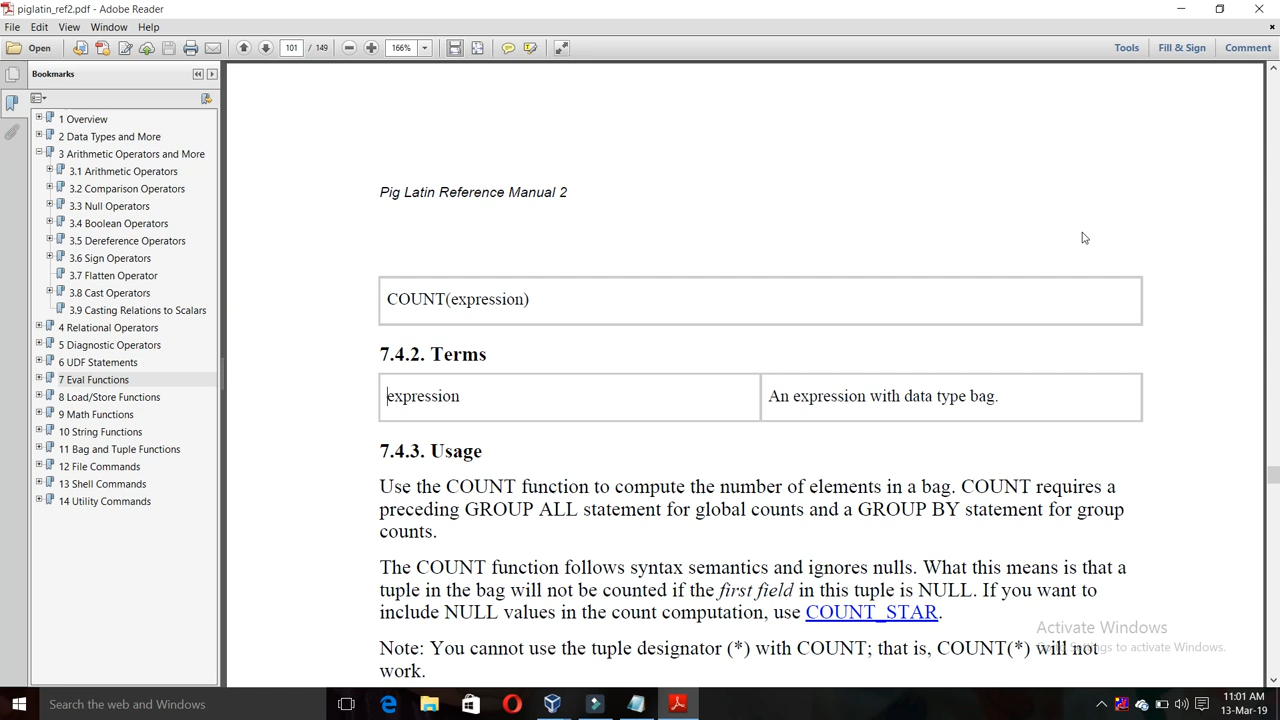 piglatin_ref2.pdf - Adobe Reader
File Edit View Window Help
Open 101 / 149 166% Tools Fill & Sign Comment
Bookmarks
1 Overview
2 Data Types and More
3 Arithmetic Operators and More
3.1 Arithmetic Operators
3.2 Comparison Operators
3.3 Null Operators
3.4 Boolean Operators
3.5 Dereference Operators
3.6 Sign Operators
3.7 Flatten Operator
3.8 Cast Operators
3.9 Casting Relations to Scalars
4 Relational Operators
5 Diagnostic Operators
6 UDF Statements
7 Eval Functions
8 Load/Store Functions
9 Math Functions
10 String Functions
11 Bag and Tuple Functions
12 File Commands
13 Shell Commands
14 Utility Commands
Pig Latin Reference Manual 2
COUNT(expression)
7.4.2. Terms
expression An expression with data type bag.
7.4.3. Usage
Use the COUNT function to compute the number of elements in a bag. COUNT requires a
preceding GROUP ALL statement for global counts and a GROUP BY statement for group
counts.
The COUNT function follows syntax semantics and ignores nulls. What this means is that a
tuple in the bag will not be counted if the first field in this tuple is NULL. If you want to
include NULL values in the count computation, use COUNT_STAR.
Note: You cannot use the tuple designator (*) with COUNT; that is, COUNT(*) will not
work.
Activate Windows
to activate Windows.
Search the web and Windows
11:01 AM
13-Mar-19